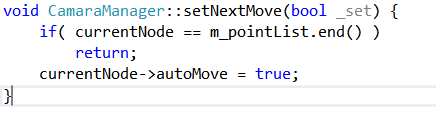 void CamaraManager::setNextMove(bool _set) {
    if( currentNode == m_pointList.end() )
        return;
    currentNode->autoMove = true;
}